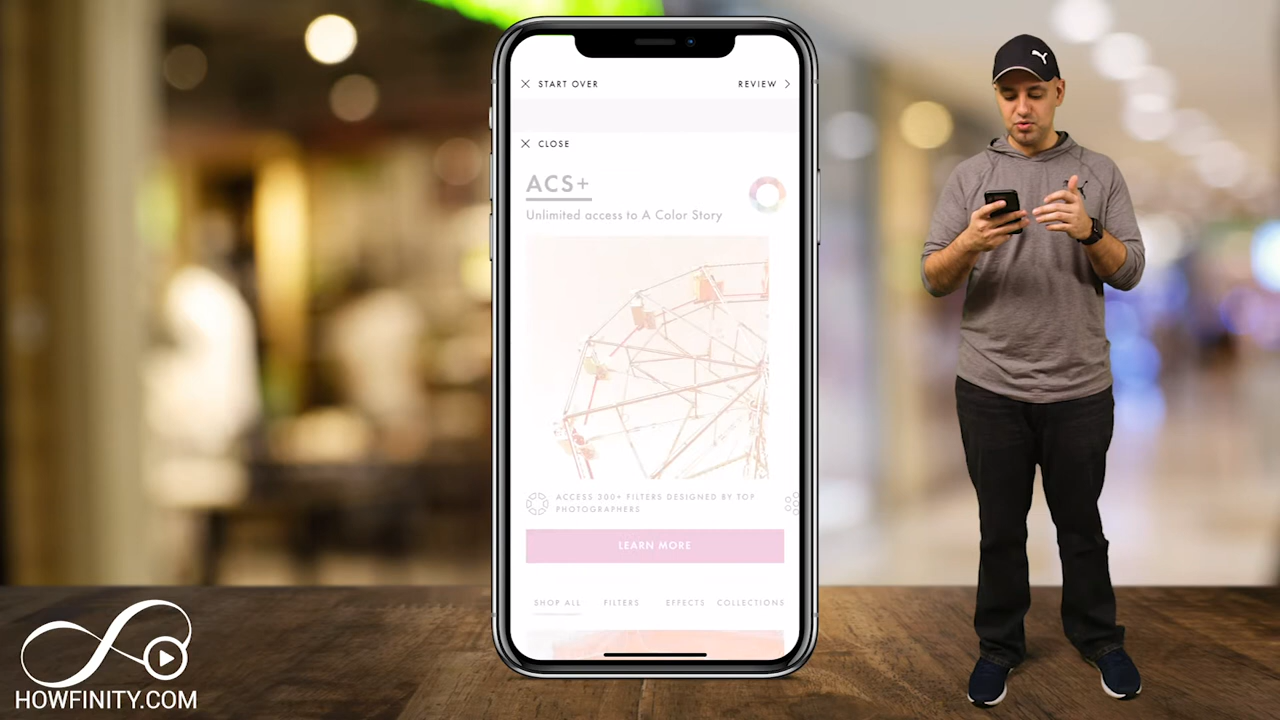 START OVER
REVIEW
CLOSE
ACS+
Unlimited access to A Color Story
ACCESS 300+ FILTERS DESIGNED BY TOP
PHOTOGRAPHERS
LEARN MORE
SHOP ALL
FILTERS
EFFECTS
COLLECTIONS
HOWFINITY.COM